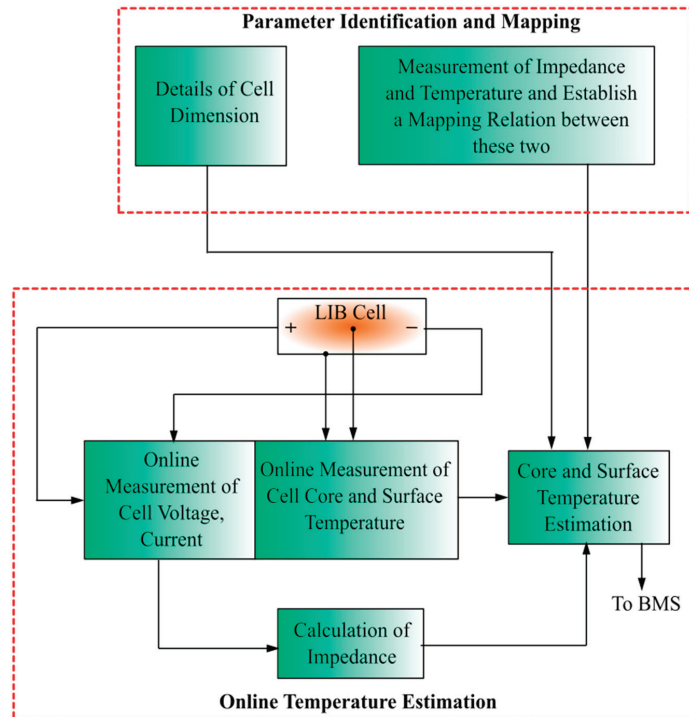 Parameter Identification and Mapping
Details of Cell
Dimension
Measurement of Impedance
and Temperature and Establish
a Mapping Relation between
these two
LIB Cell
+
−
Online
Measurement of
Cell Voltage,
Current
Online Measurement of
Cell Core and Surface
Temperature
Core and Surface
Temperature
Estimation
To BMS
Calculation of
Impedance
Online Temperature Estimation